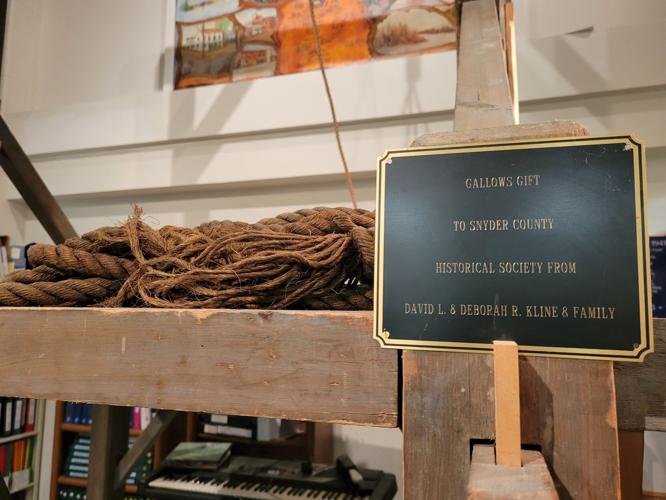 GALLOWS GIFT
TO SNYDER COUNTY
HISTORICAL SOCIETY FROM
DAVID L. & DEBORAH R. KLINE & FAMILY